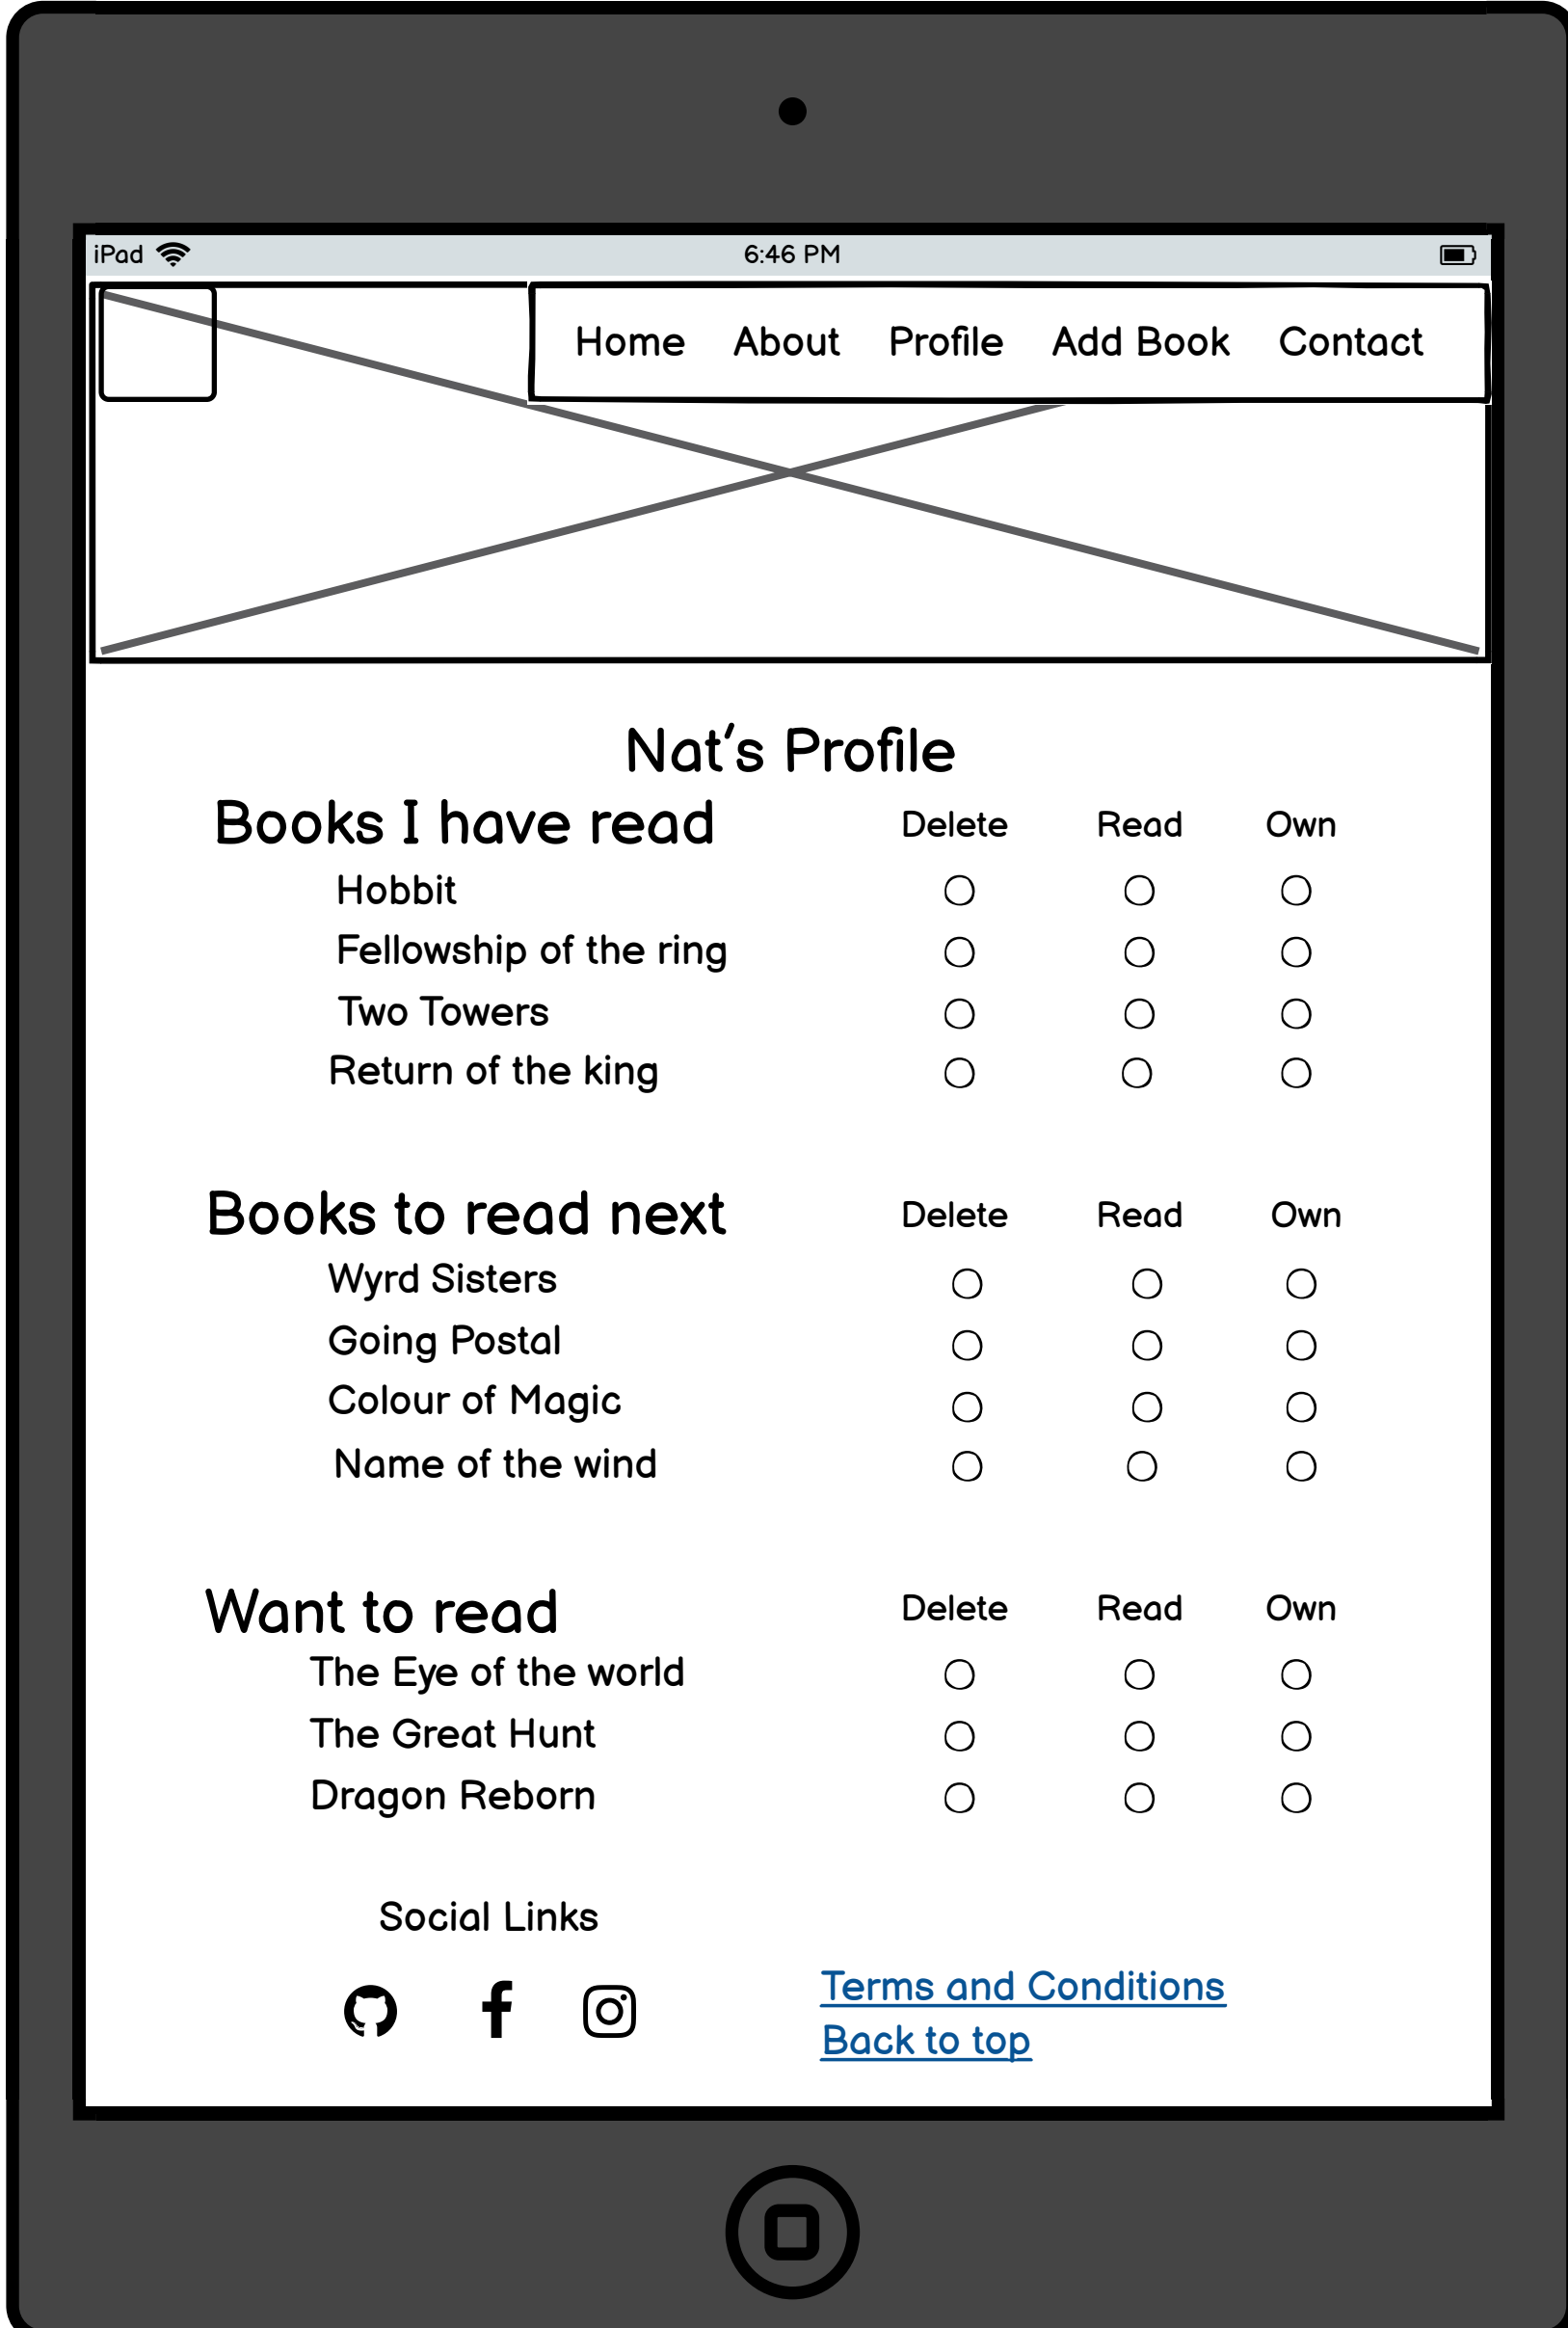 iPad 6:46 PM
Home About Profile Add Book Contact
Nat's Profile
Books I have read Delete Read Own
Hobbit
Fellowship of the ring
Two Towers
Return of the king
Books to read next Delete Read Own
Wyrd Sisters
Going Postal
Colour of Magic
Name of the wind
Want to read Delete Read Own
The Eye of the world
The Great Hunt
Dragon Reborn
Social Links
Terms and Conditions
Back to top